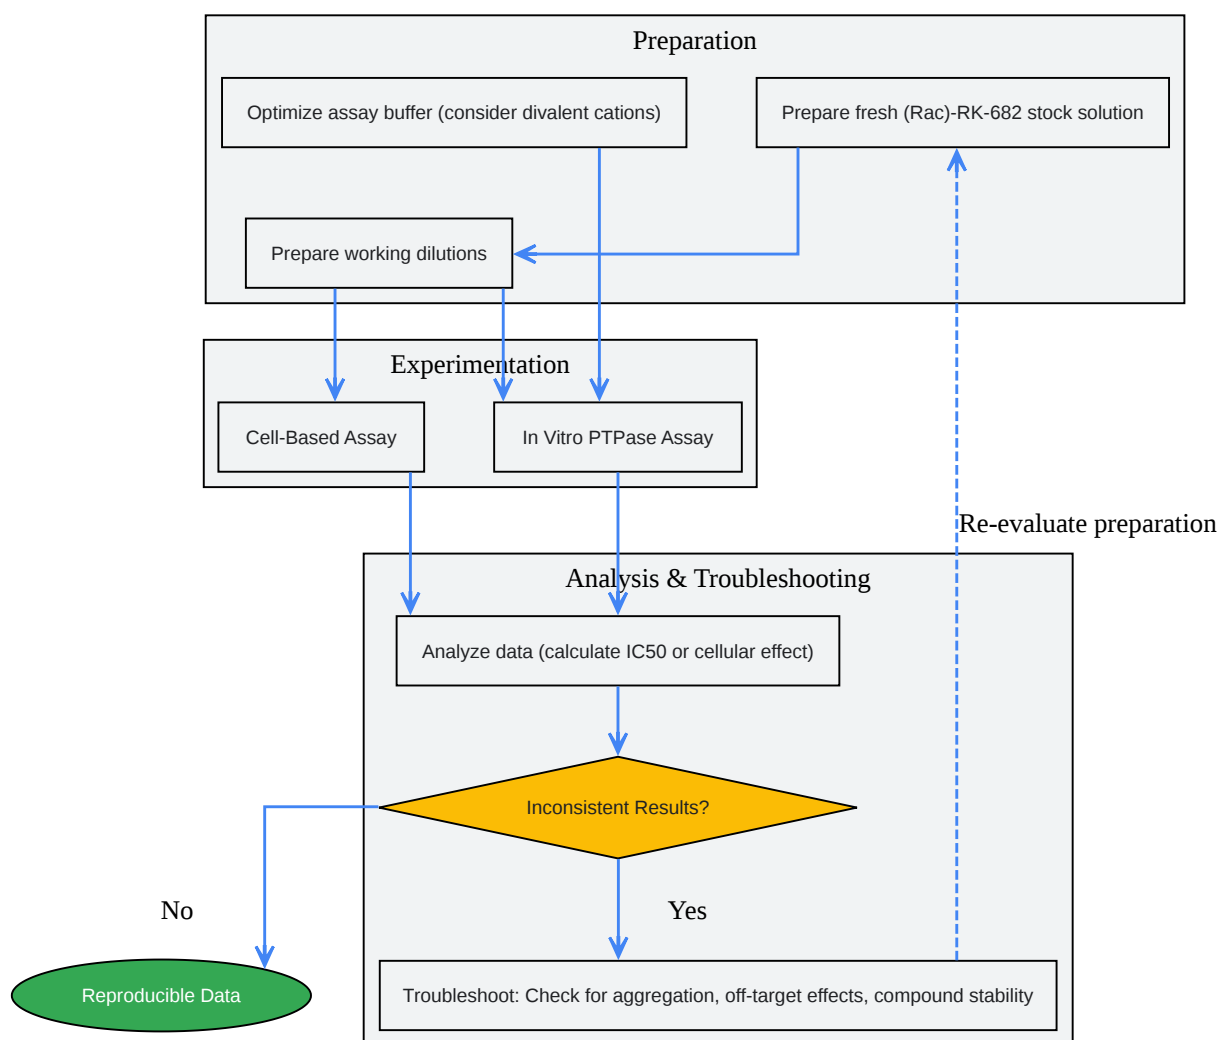 Preparation
Optimize assay buffer (consider divalent cations)
Prepare fresh (Rac)-RK-682 stock solution
Prepare working dilutions
Experimentation
Cell-Based Assay
In Vitro PTPase Assay
Re-evaluate preparation
Analysis & Troubleshooting
Analyze data (calculate IC50 or cellular effect)
Inconsistent Results?
No
Yes
Reproducible Data
Troubleshoot: Check for aggregation, off-target effects, compound stability